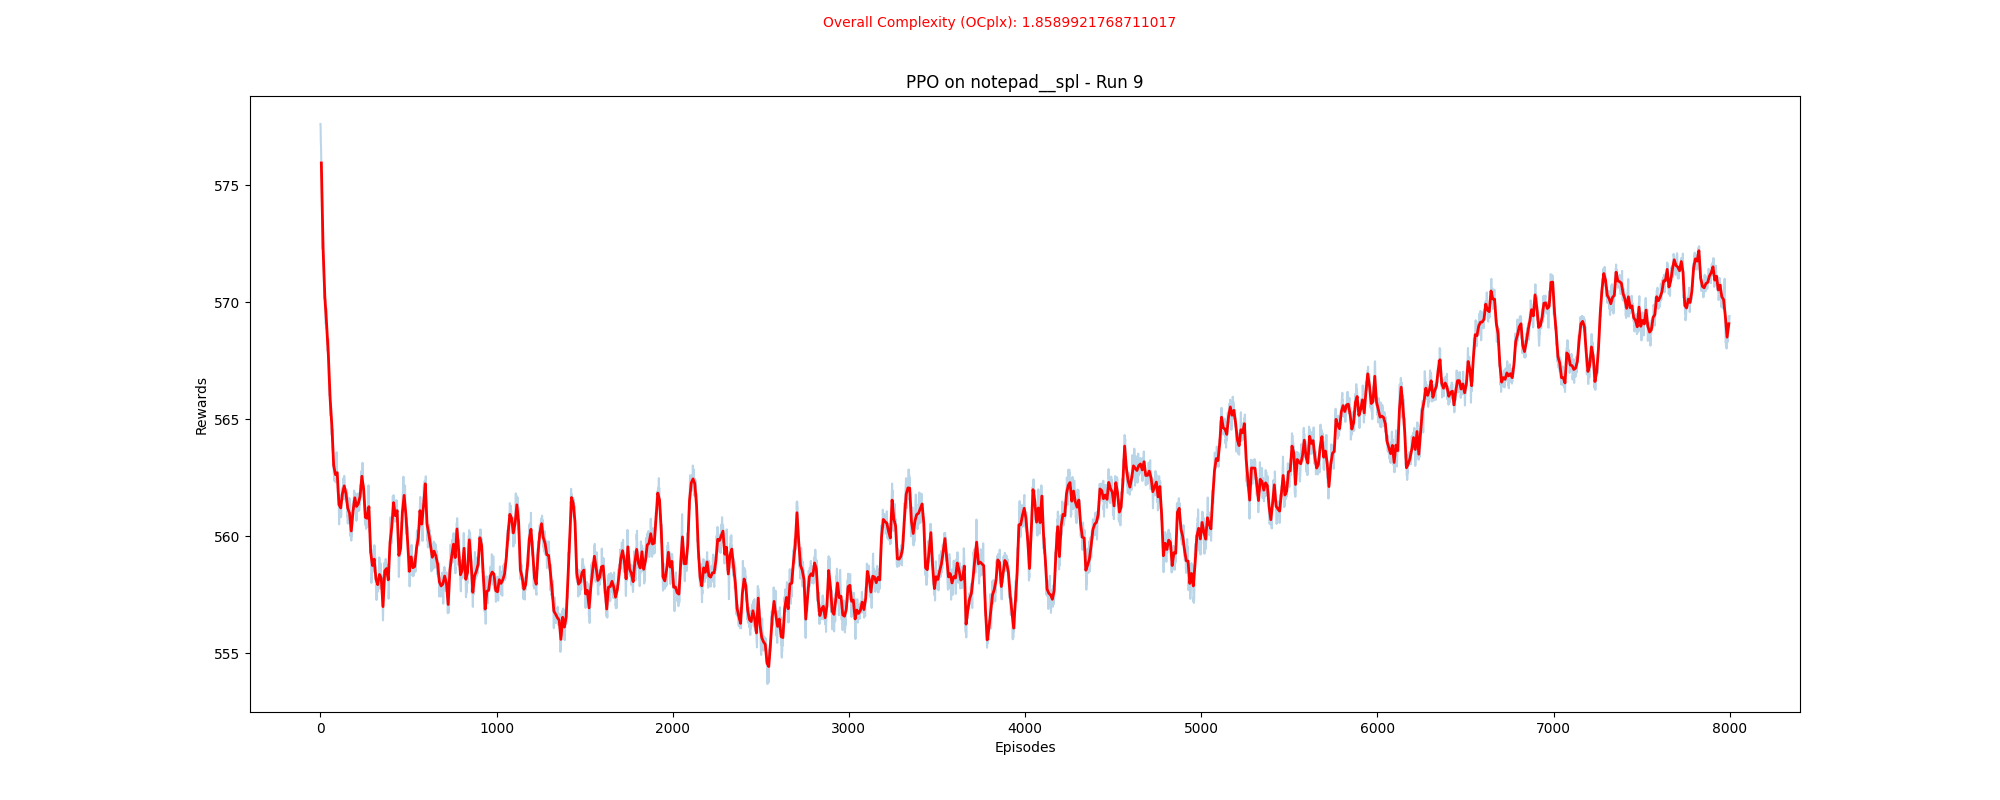 Overall Complexity (OCplx): 1.8589921768711017
PPO on notepad__spl - Run 9
575
570
565
560
555
Rewards
0 1000 2000 3000 4000 5000 6000 7000 8000
Episodes